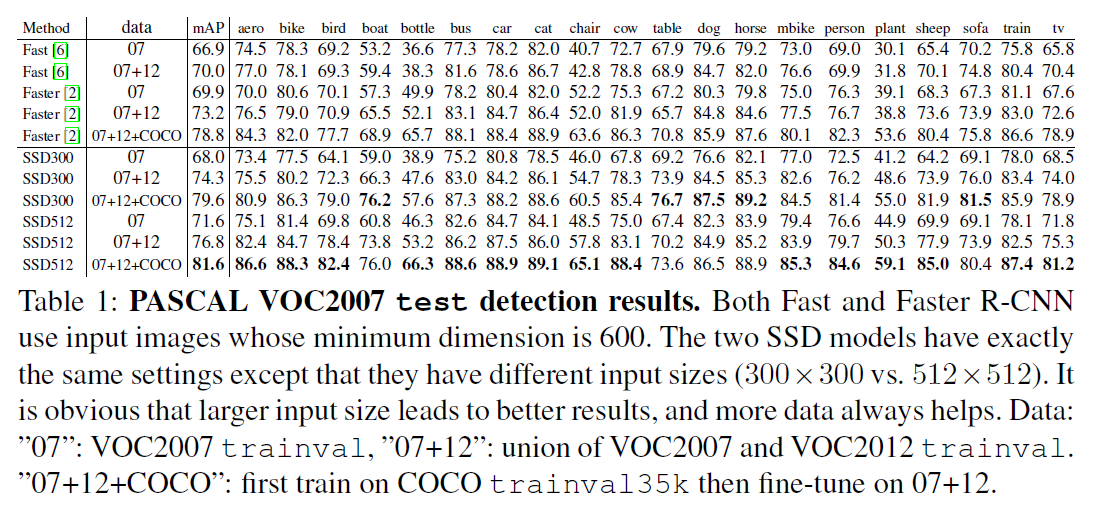 Method data mAP aero bike bird boat bottle bus car cat chair cow table dog horse mbike person plant sheep sofa train tv
Fast [6] 07 66.9 74.5 78.3 69.2 53.2 36.6 77.3 78.2 82.0 40.7 72.7 67.9 79.6 79.2 73.0 69.0 30.1 65.4 70.2 75.8 65.8
Fast [6] 07+12 70.0 77.0 78.1 69.3 59.4 38.3 81.6 78.6 86.7 42.8 78.8 68.9 84.7 82.0 76.6 69.9 31.8 70.1 74.8 80.4 70.4
Faster [2] 07 69.9 70.0 80.6 70.1 57.3 49.9 78.2 80.4 82.0 52.2 75.3 67.2 80.3 79.8 75.0 76.3 39.1 68.3 67.3 81.1 67.6
Faster [2] 07+12 73.2 76.5 79.0 70.9 65.5 52.1 83.1 84.7 86.4 52.0 81.9 65.7 84.8 84.6 77.5 76.7 38.8 73.6 73.9 83.0 72.6
Faster [2] 07+12+COCO 78.8 84.3 82.0 77.7 68.9 65.7 88.1 88.4 88.9 63.6 86.3 70.8 85.9 87.6 80.1 82.3 53.6 80.4 75.8 86.6 78.9
SSD300 07 68.0 73.4 77.5 64.1 59.0 38.9 75.2 80.8 78.5 46.0 67.8 69.2 76.6 82.1 77.0 72.5 41.2 64.2 69.1 78.0 68.5
SSD300 07+12 74.3 75.5 80.2 72.3 66.3 47.6 83.0 84.2 86.1 54.7 78.3 73.9 84.5 85.3 82.6 76.2 48.6 73.9 76.0 83.4 74.0
SSD300 07+12+COCO 79.6 80.9 86.3 79.0 76.2 57.6 87.3 88.2 88.6 60.5 85.4 76.7 87.5 89.2 84.5 81.4 55.0 81.9 81.5 85.9 78.9
SSD512 07 71.6 75.1 81.4 69.8 60.8 46.3 82.6 84.7 84.1 48.5 75.0 67.4 82.3 83.9 79.4 76.6 44.9 69.9 69.1 78.1 71.8
SSD512 07+12 76.8 82.4 84.7 78.4 73.8 53.2 86.2 87.5 86.0 57.8 83.1 70.2 84.9 85.2 83.9 79.7 50.3 77.9 73.9 82.5 75.3
SSD512 07+12+COCO 81.6 86.6 88.3 82.4 76.0 66.3 88.6 88.9 89.1 65.1 88.4 73.6 86.5 88.9 85.3 84.6 59.1 85.0 80.4 87.4 81.2
Table 1: PASCAL VOC2007 test detection results. Both Fast and Faster R-CNN
use input images whose minimum dimension is 600. The two SSD models have exactly
the same settings except that they have different input sizes (300 × 300 vs. 512 × 512). It
is obvious that larger input size leads to better results, and more data always helps. Data:
”07”: VOC2007 trainval, ”07+12”: union of VOC2007 and VOC2012 trainval.
”07+12+COCO”: first train on COCO trainval35k then fine-tune on 07+12.